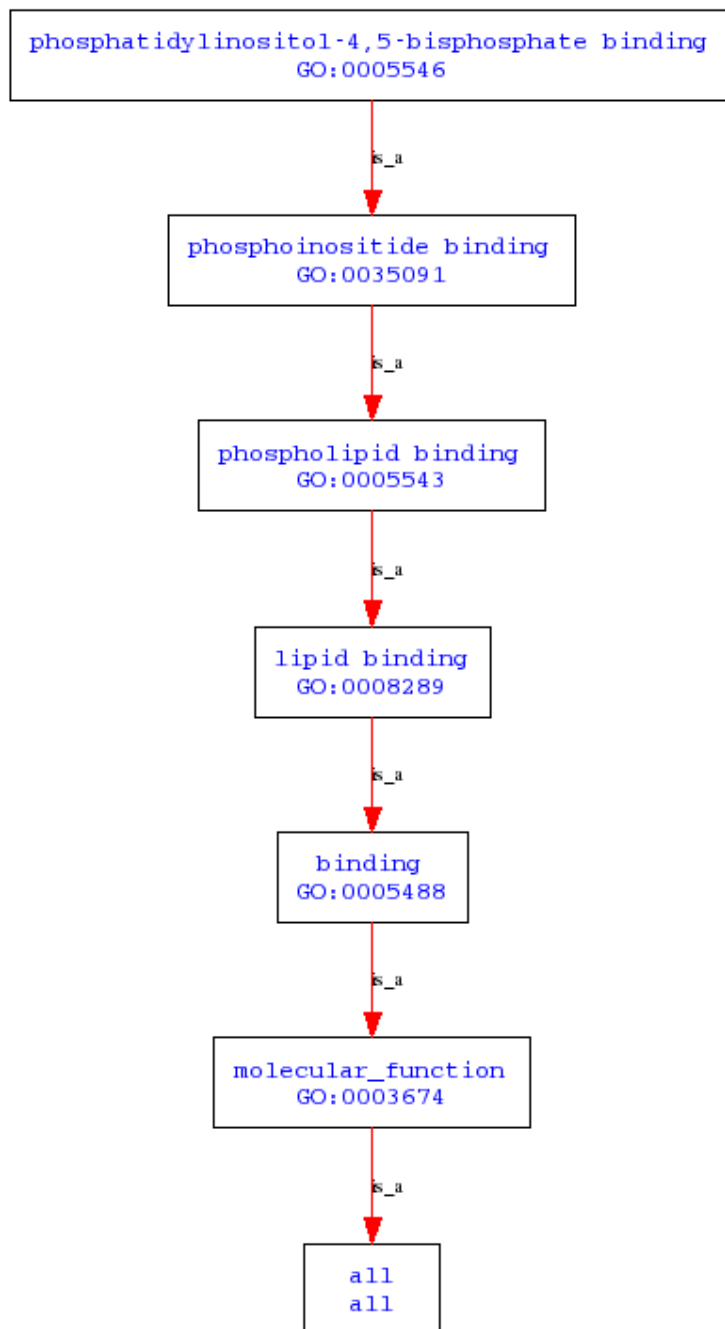 phosphatidylinositol-4,5-bisphosphate binding
GO:0005546
is_a
phosphoinositide binding
GO:0035091
is_a
phospholipid binding
GO:0005543
is_a
lipid binding
GO:0008289
is_a
binding
GO:0005488
is_a
molecular_function
GO:0003674
is_a
all
all